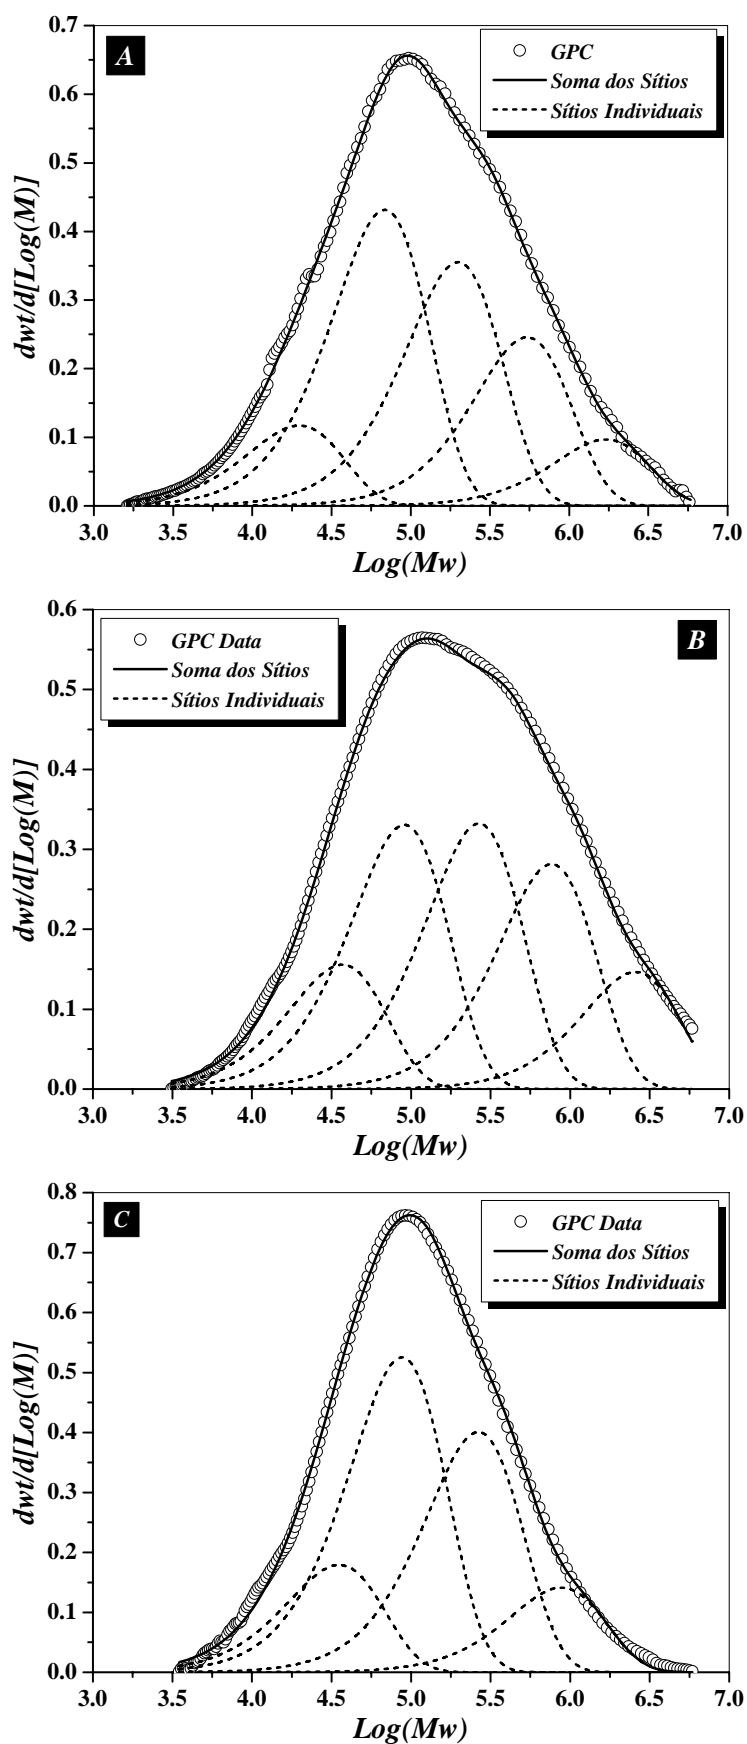 A
GPC
Soma dos Sítios
Sítios Individuais
dwt/d[Log(M)]
0.7
0.6
0.5
0.4
0.3
0.2
0.1
0.0
3.0 3.5 4.0 4.5 5.0 5.5 6.0 6.5 7.0
Log(Mw)
B
GPC Data
Soma dos Sítios
Sítios Individuais
dwt/d[Log(M)]
0.6
0.5
0.4
0.3
0.2
0.1
0.0
3.0 3.5 4.0 4.5 5.0 5.5 6.0 6.5 7.0
Log(Mw)
C
GPC Data
Soma dos Sítios
Sítios Individuais
dwt/d[Log(M)]
0.8
0.7
0.6
0.5
0.4
0.3
0.2
0.1
0.0
3.0 3.5 4.0 4.5 5.0 5.5 6.0 6.5 7.0
Log(Mw)